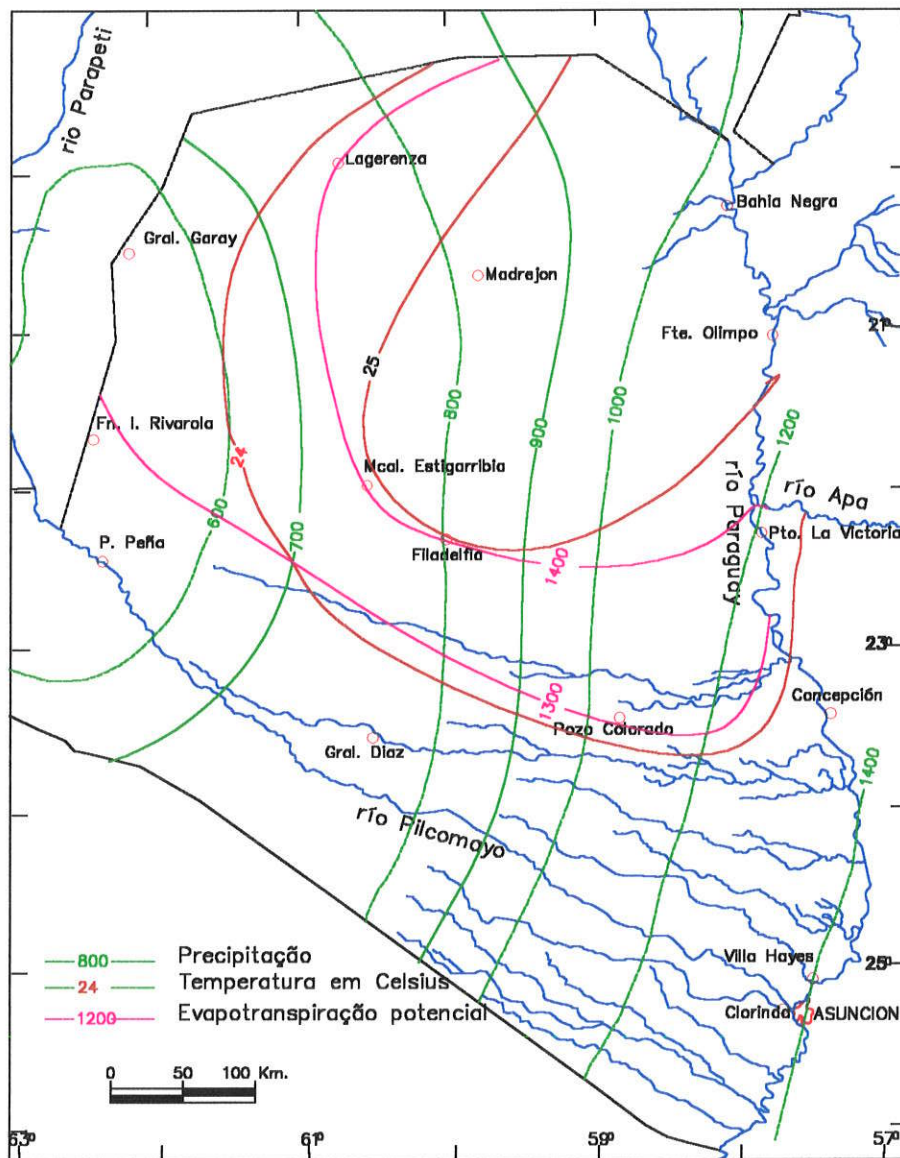 río Parapeti
Lagerenza
Bahia Negra
Gral. Garay
Madrejon
Fte. Olimpo
21º
25
800
900
1000
1200
Fn. I. Rivarola
24
Mcal. Estigarribia
río Paraguay
río Apa
600
700
P. Peña
Filadelfia
1400
Pto. La Victoria
23º
1300
Concepción
Pozo Colorado
Gral. Diaz
1400
río Pilcomayo
800 Precipitação
24 Temperatura em Celsius
1200 Evapotranspiração potencial
Villa Hayes
25º
Clorinda
ASUNCION
0 50 100 Km.
63º 61º 59º 57º